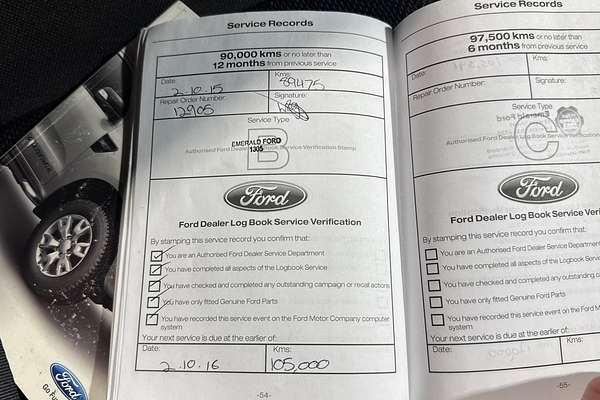 Service Records
90,000 kms or no later than
12 months from previous service
Date:
Kms:
2.10.15
89475
Repair Order Number:
Signature:
12905
Service Type
B
Authorised Ford Dealer Log Book Service Verification Stamp
EMERALD FORD
1305
Ford
Ford Dealer Log Book Service Verification
By stamping this service record you confirm that:
You are an Authorised Ford Dealer Service Department
You have completed all aspects of the Logbook Service
You have checked and completed any outstanding campaign or recall actions
You have only fitted Genuine Ford Parts
You have recorded this service event on the Ford Motor Company computer
system
Your next service is due at the earlier of:
Date:
Kms:
2.10.16
105,000
-54-
Service Records
97,500 kms or no later than
6 months from previous service
Date:
Kms:
Repair Order Number:
Signature:
Service Type
C
Authorised Ford Dealer Log Book Service Verification Stamp
Ford
Ford Dealer Log Book Service Veri
By stamping this service record you confirm that:
You are an Authorised Ford Dealer Service Departm
You have completed all aspects of the Logbook Serv
You have checked and completed any outstanding c
You have only fitted Genuine Ford Parts
You have recorded this service event on the Ford M
system
Your next service is due at the earlier of:
Date:
Kms:
-55-
Ford